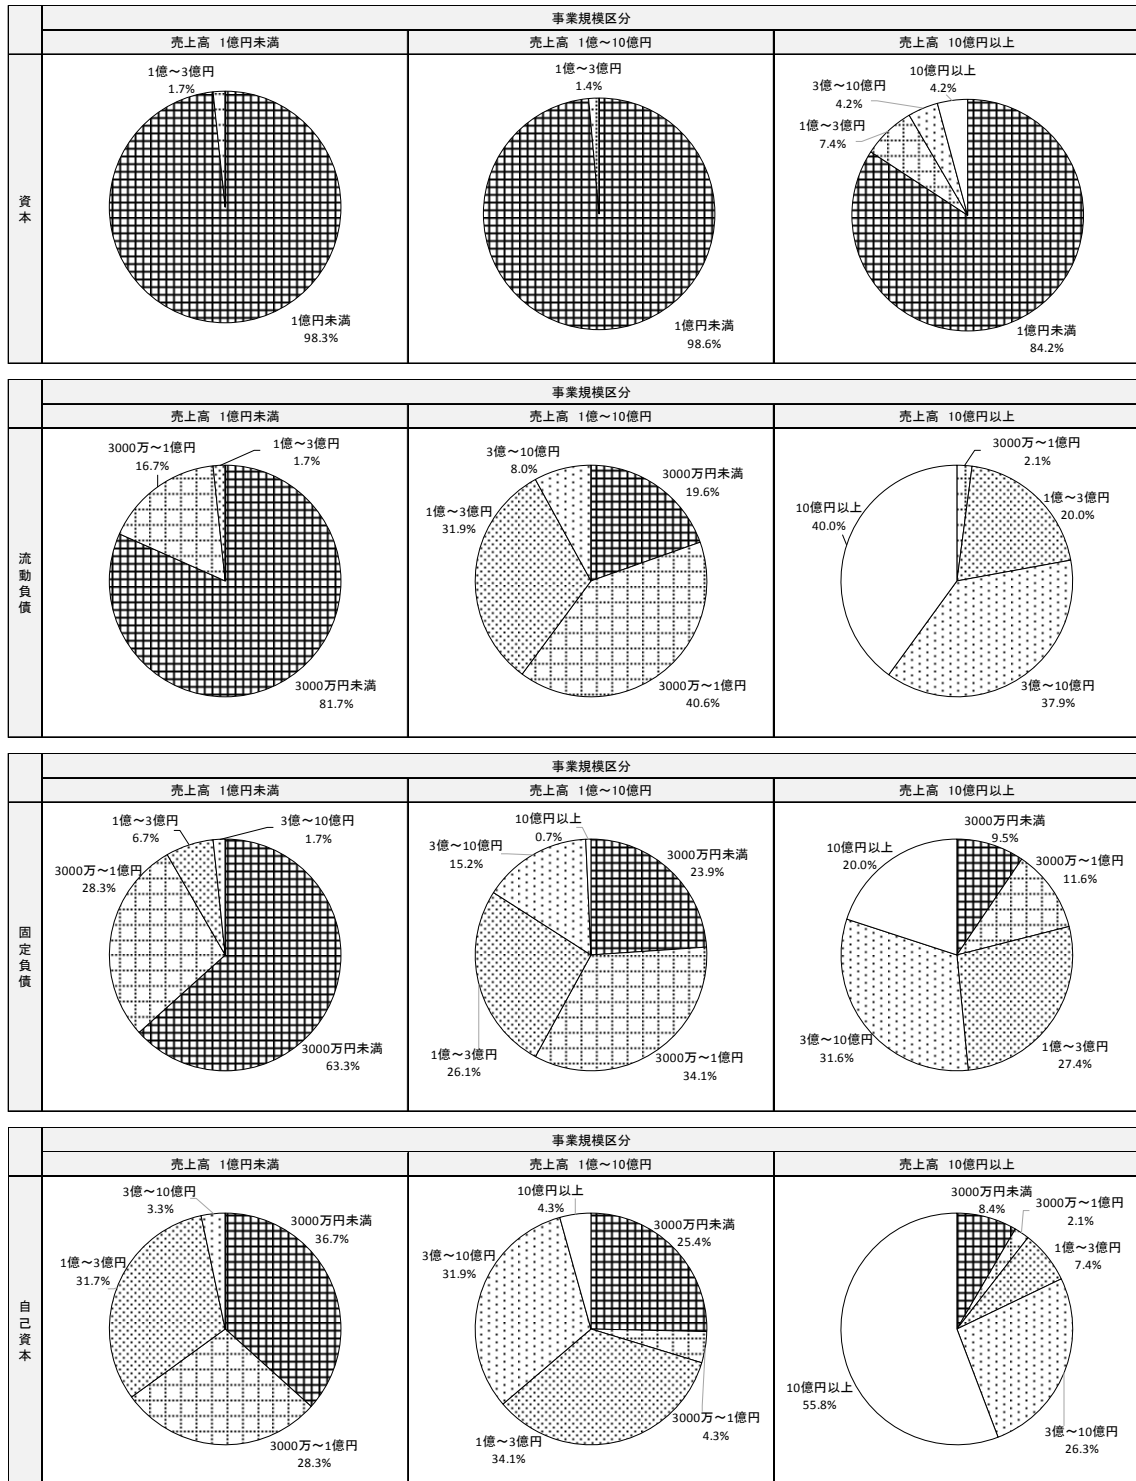 事業規模区分
売上高 1億円未満
売上高 1億～10億円
売上高 10億円以上
資本
1億～3億円
1.7%
1億円未満
98.3%
1億～3億円
1.4%
1億円未満
98.6%
10億円以上
4.2%
3億～10億円
4.2%
1億～3億円
7.4%
1億円未満
84.2%
事業規模区分
売上高 1億円未満
売上高 1億～10億円
売上高 10億円以上
流動負債
3000万～1億円
16.7%
1億～3億円
1.7%
3000万円未満
81.7%
3億～10億円
8.0%
3000万円未満
19.6%
1億～3億円
31.9%
3000万～1億円
40.6%
3000万～1億円
2.1%
1億～3億円
20.0%
10億円以上
40.0%
3億～10億円
37.9%
事業規模区分
売上高 1億円未満
売上高 1億～10億円
売上高 10億円以上
固定負債
1億～3億円
6.7%
3億～10億円
1.7%
3000万～1億円
28.3%
3000万円未満
63.3%
10億円以上
0.7%
3億～10億円
15.2%
3000万円未満
23.9%
1億～3億円
26.1%
3000万～1億円
34.1%
3000万円未満
9.5%
10億円以上
20.0%
3000万～1億円
11.6%
3億～10億円
31.6%
1億～3億円
27.4%
事業規模区分
売上高 1億円未満
売上高 1億～10億円
売上高 10億円以上
自己資本
3億～10億円
3.3%
3000万円未満
36.7%
1億～3億円
31.7%
3000万～1億円
28.3%
10億円以上
4.3%
3000万円未満
25.4%
3億～10億円
31.9%
3000万～1億円
4.3%
1億～3億円
34.1%
3000万円未満
8.4%
3000万～1億円
2.1%
1億～3億円
7.4%
10億円以上
55.8%
3億～10億円
26.3%